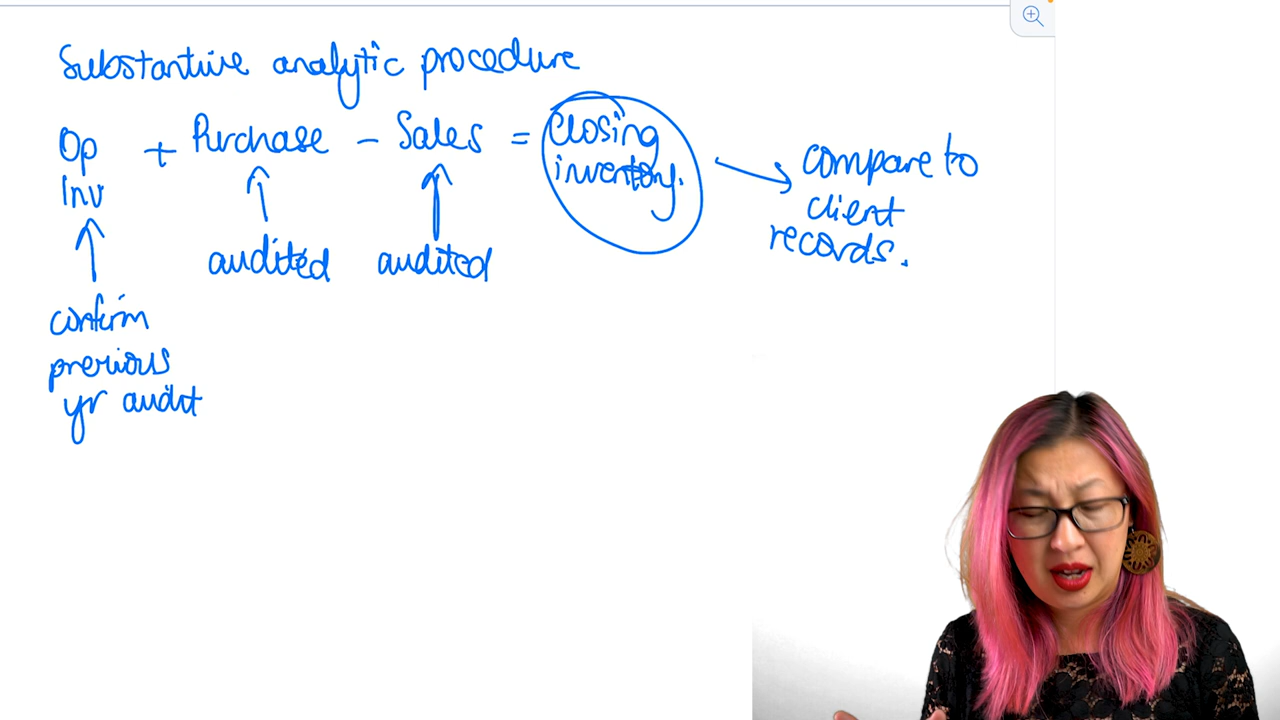 Substantive analytic procedure
Op + Purchase - Sales = Closing
Inv inventory.
compare to
client
records.
audited audited
confirm
previous
yr audit